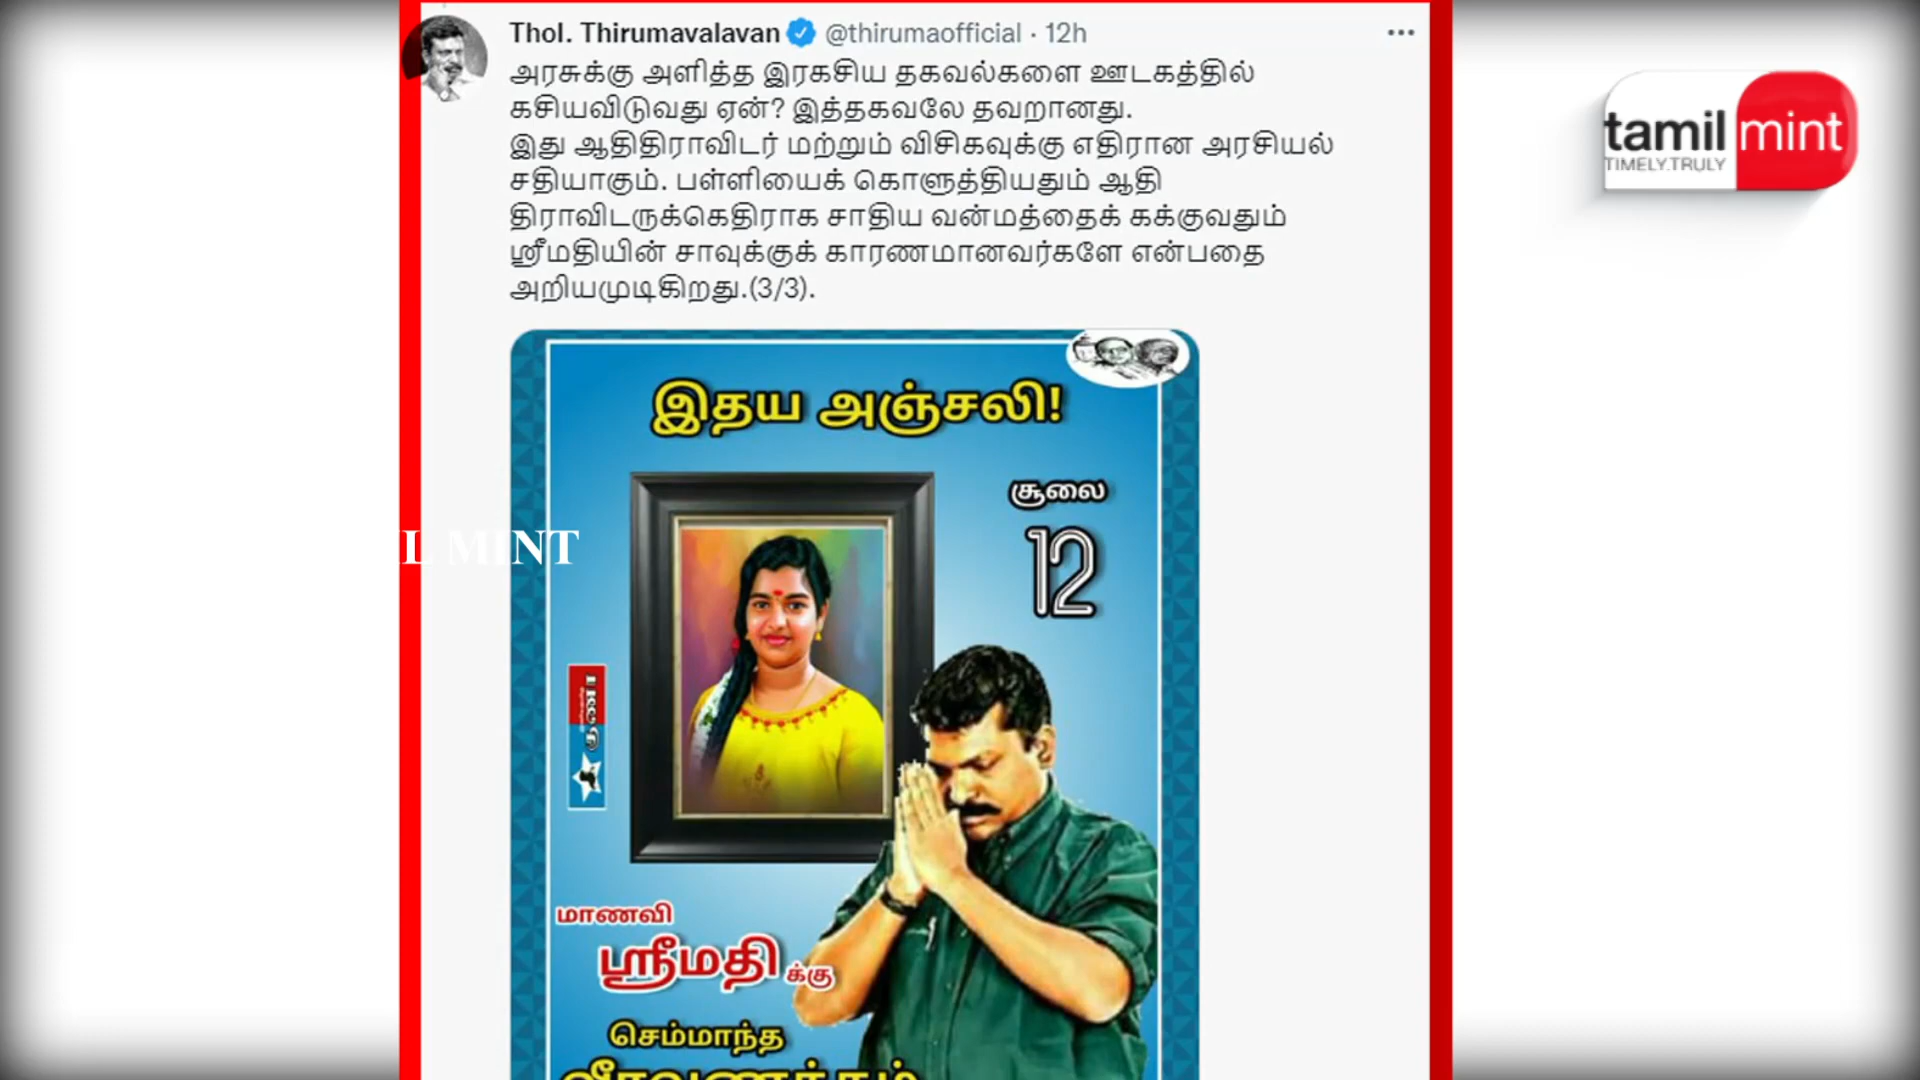 Thol. Thirumavalavan @thirumaofficial · 12h
அரசுக்கு அளித்த இரகசிய தகவல்களை ஊடகத்தில்
கசியவிடுவது ஏன்? இத்தகவலே தவறானது.
இது ஆதிதிராவிடர் மற்றும் விசிகவுக்கு எதிரான அரசியல்
சதியாகும். பள்ளியைக் கொளுத்தியதும் ஆதி
திராவிடருக்கெதிராக சாதிய வன்மத்தைக் கக்குவதும்
ஸ்ரீமதியின் சாவுக்குக் காரணமானவர்களே என்பதை
அறியமுடிகிறது.(3/3).
tamil mint
TIMELY.TRULY
இதய அஞ்சலி!
சூலை
12
L MINT
மாணவி
ஸ்ரீமதி க்கு
செம்மாந்த
வீரவணக்கம்